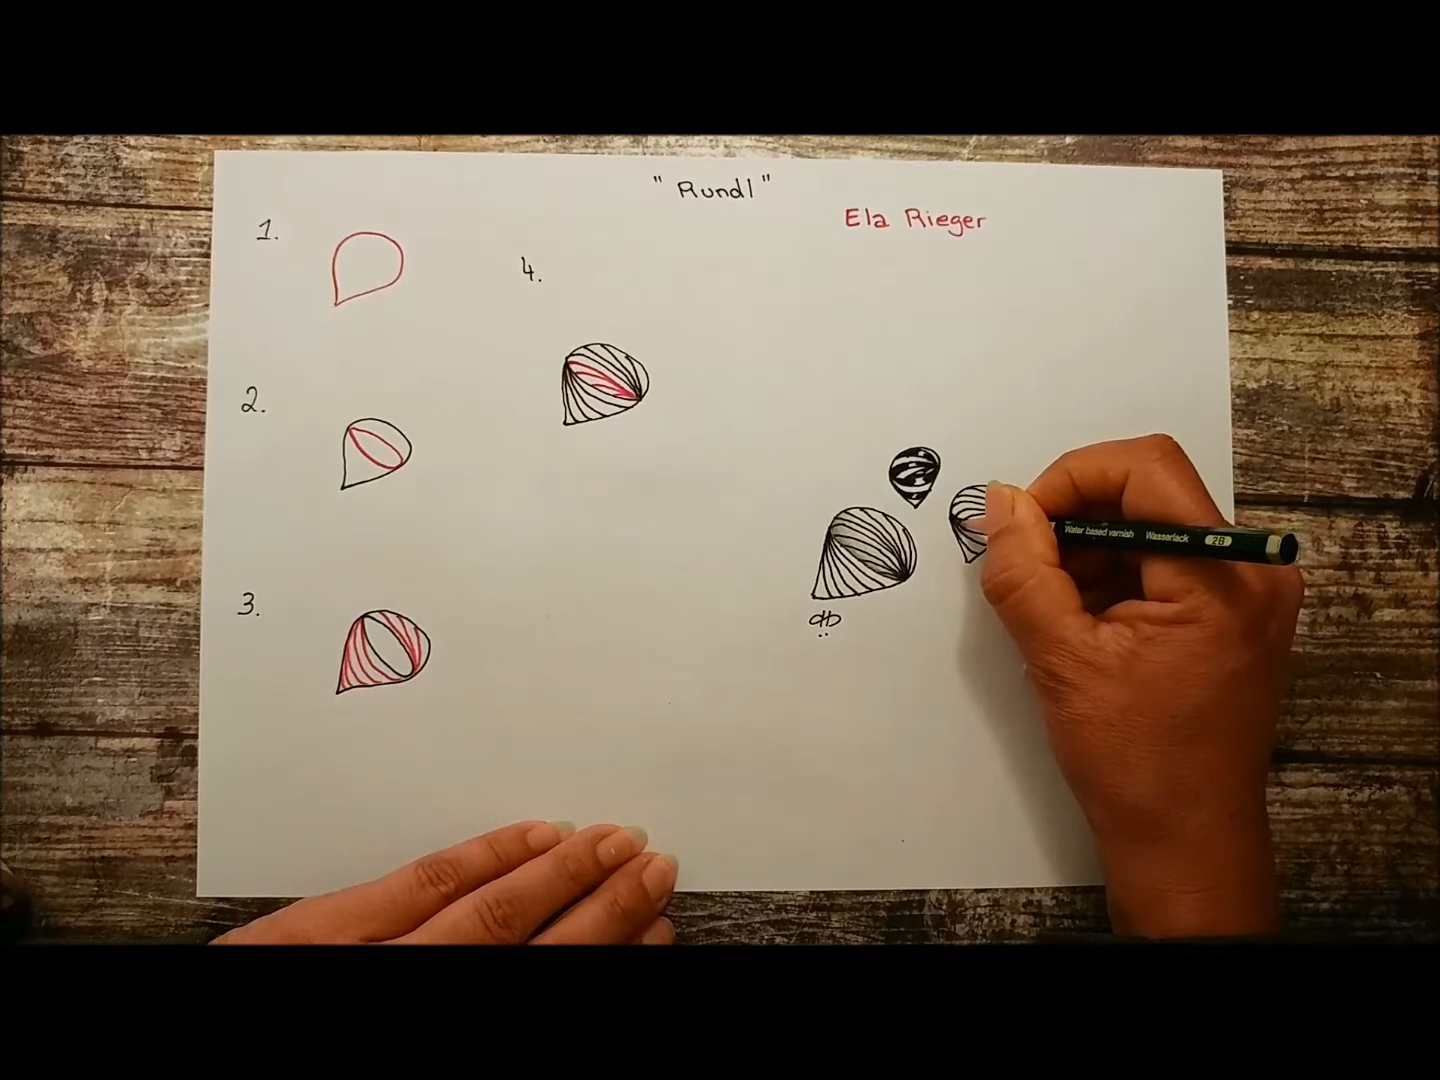 "Rundl"
Ela Rieger
1.
4.
2.
3.
Water based varnish Wasserlack 2B